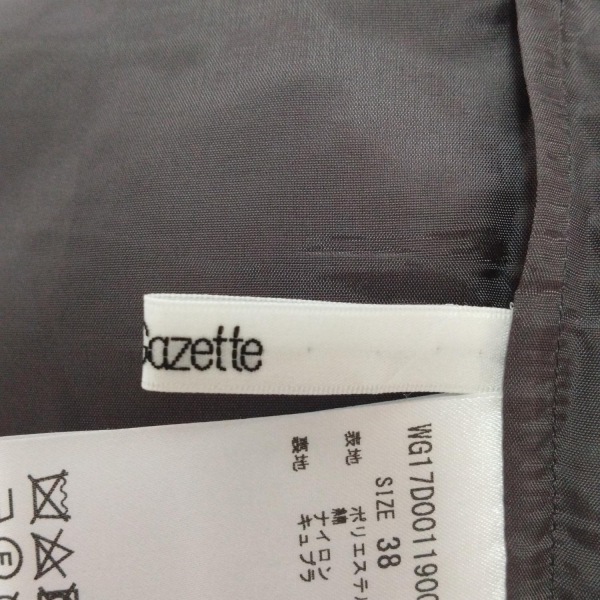 Gazette
WG17D001190
SIZE 38
表地 ポリエステル
綿
ナイロン
裏地 キュプラ